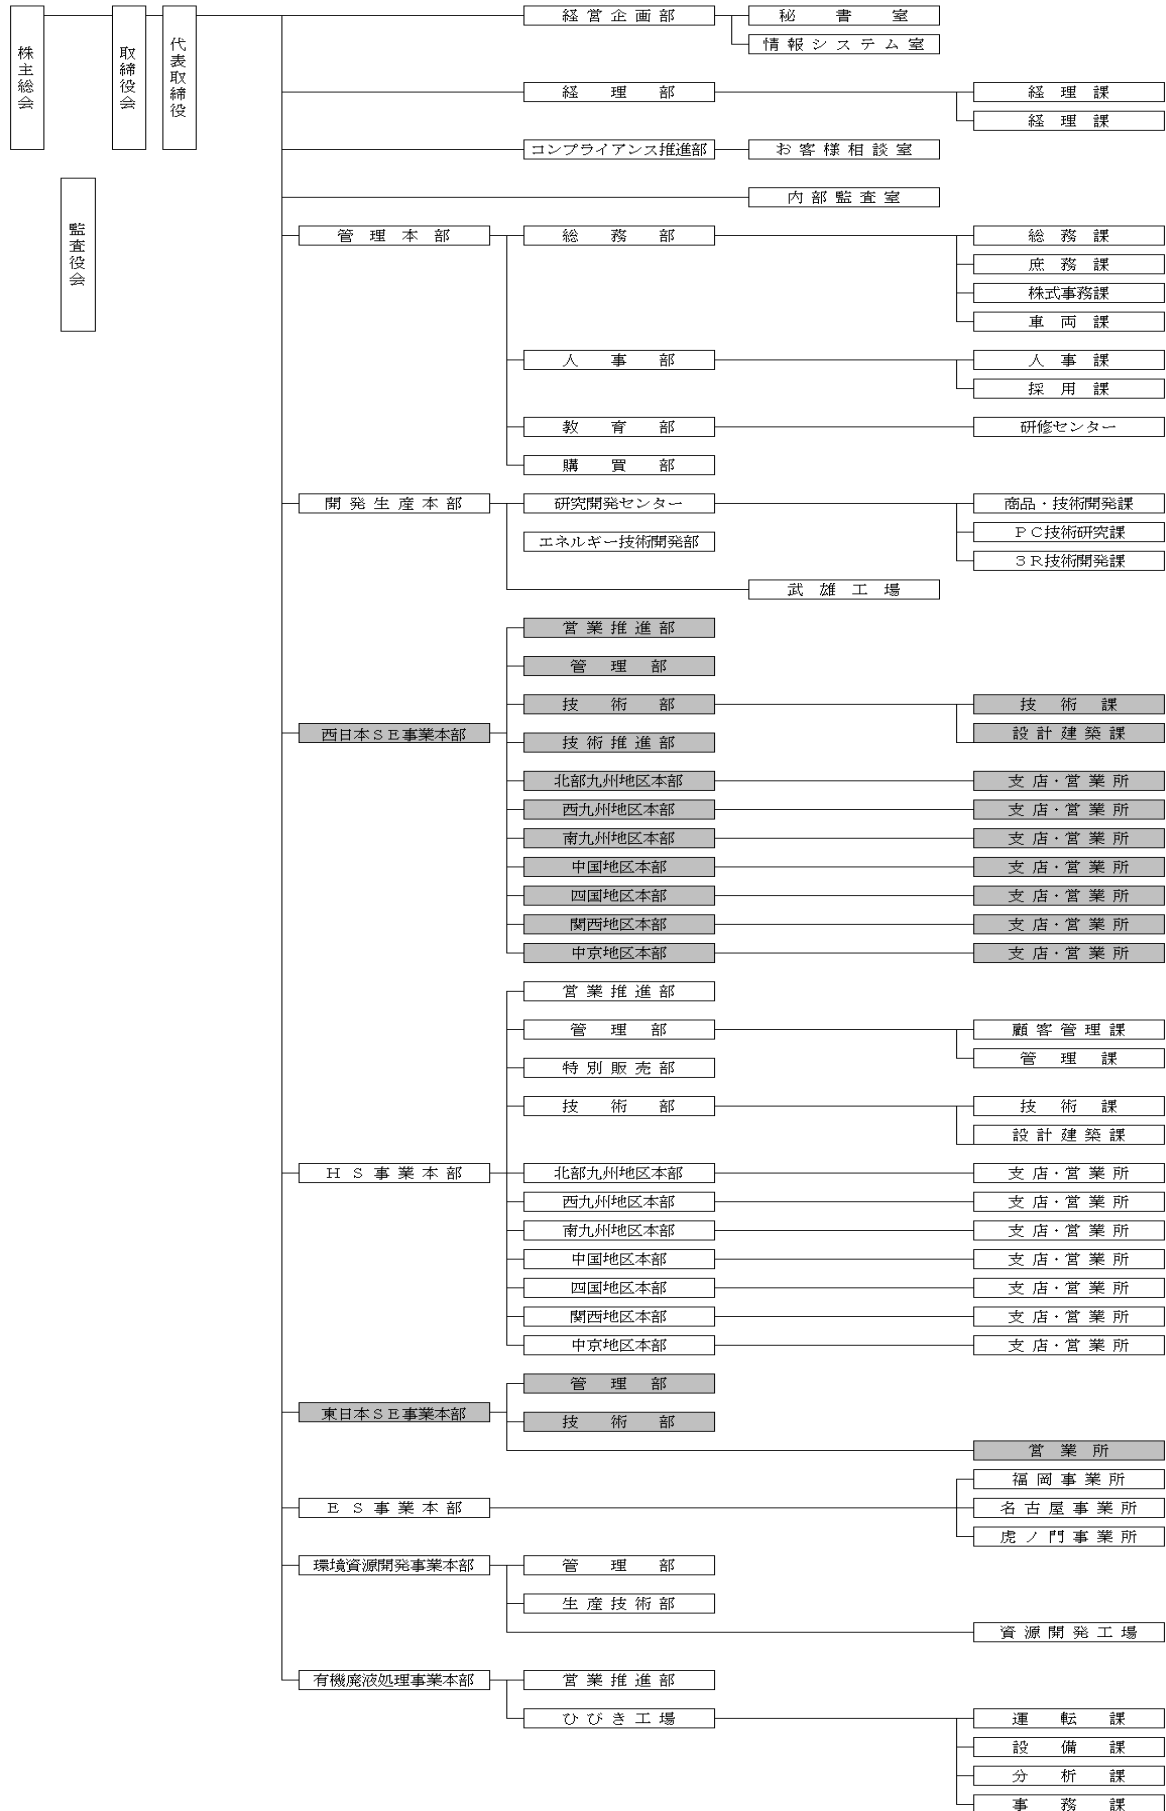 株主総会
取締役会
代表取締役
監査役会
経営企画部 秘書室
情報システム室
経理部 経理課
経理課
コンプライアンス推進部 お客様相談室
内部監査室
管理本部 総務部 総務課
庶務課
株式事務課
車両課
人事部 人事課
採用課
教育部 研修センター
購買部
開発生産本部 研究開発センター 商品・技術開発課
エネルギー技術開発部 ＰＣ技術研究課
３Ｒ技術開発課
武雄工場
営業推進部
管理部
技術部 技術課
西日本ＳＥ事業本部 設計建築課
技術推進部
北部九州地区本部 支店・営業所
西九州地区本部 支店・営業所
南九州地区本部 支店・営業所
中国地区本部 支店・営業所
四国地区本部 支店・営業所
関西地区本部 支店・営業所
中京地区本部 支店・営業所
営業推進部
管理部 顧客管理課
管理課
特別販売部
技術部 技術課
設計建築課
ＨＳ事業本部 北部九州地区本部 支店・営業所
西九州地区本部 支店・営業所
南九州地区本部 支店・営業所
中国地区本部 支店・営業所
四国地区本部 支店・営業所
関西地区本部 支店・営業所
中京地区本部 支店・営業所
管理部
東日本ＳＥ事業本部
技術部
営業所
福岡事業所
ＥＳ事業本部 名古屋事業所
虎ノ門事業所
環境資源開発事業本部 管理部
生産技術部
資源開発工場
有機廃液処理事業本部 営業推進部
ひびき工場 運転課
設備課
分析課
事務課